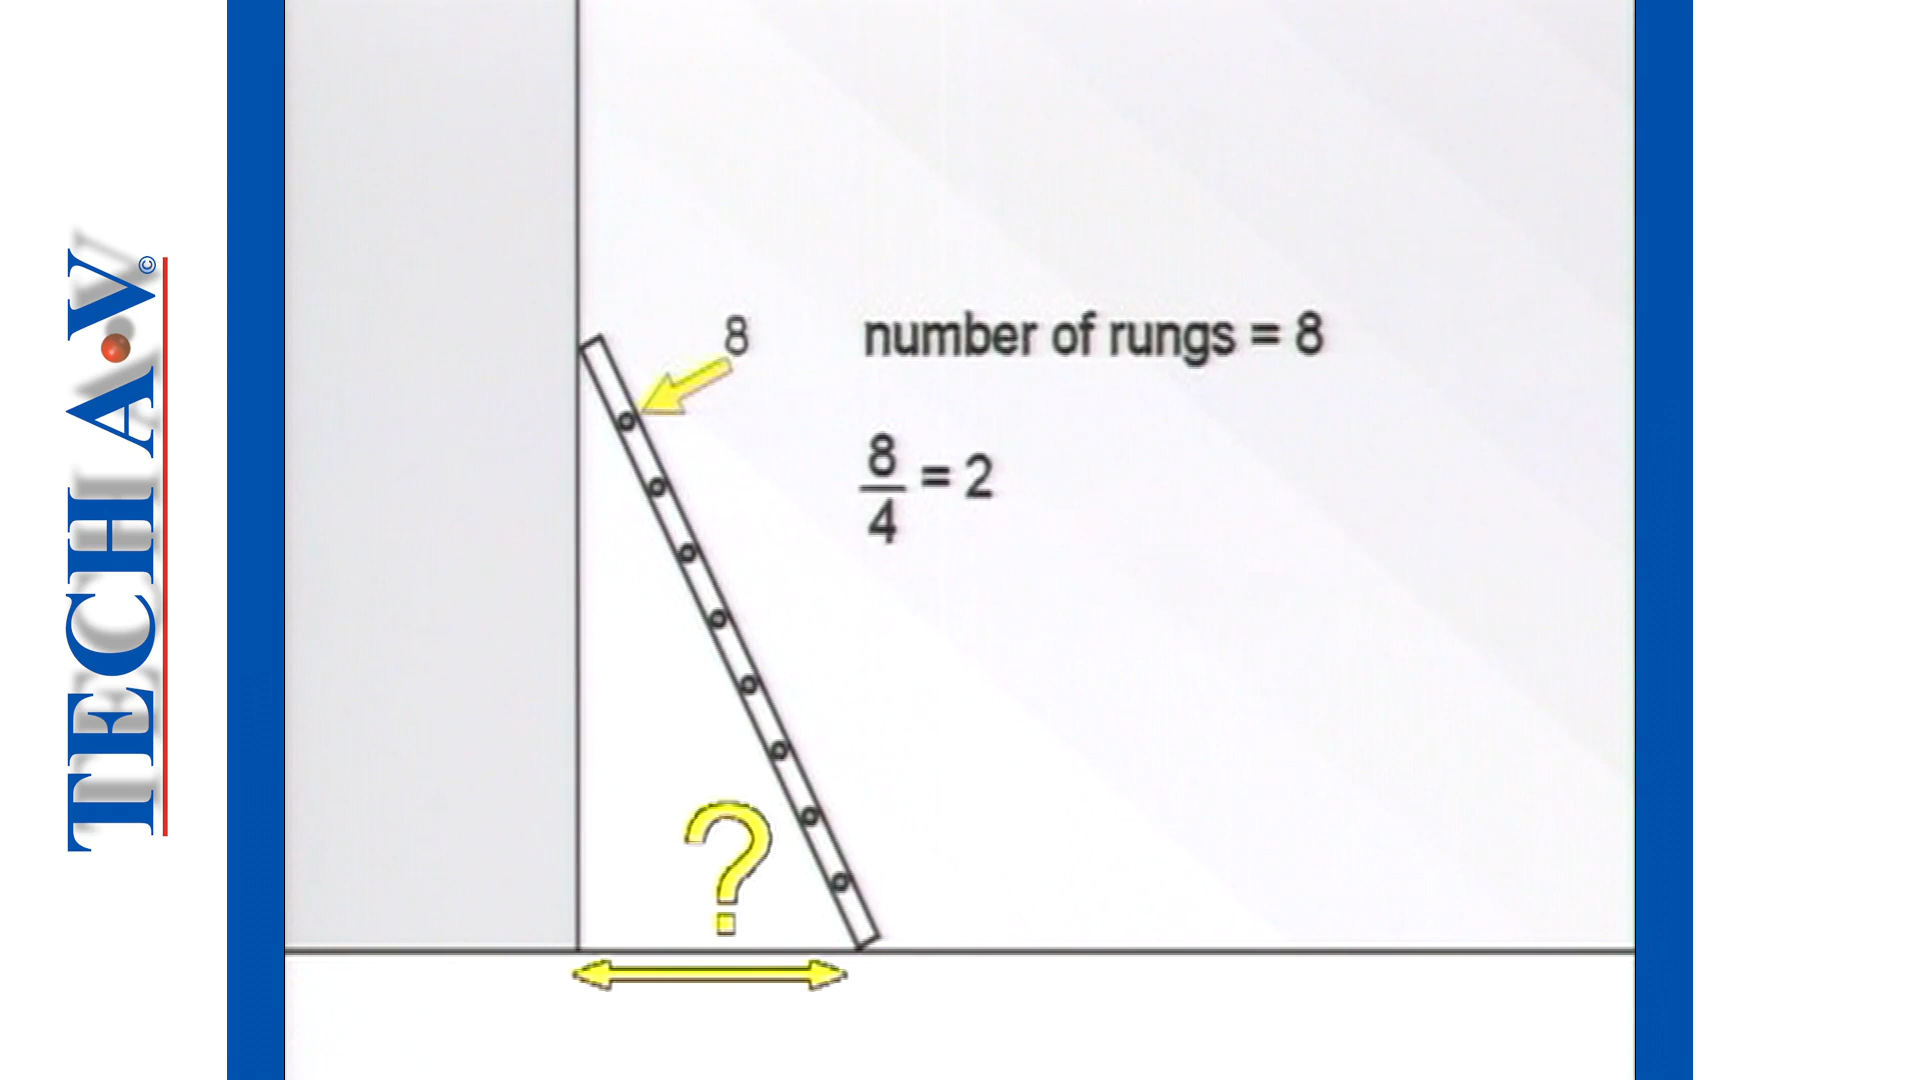 TECH A.V ©
8
number of rungs = 8
8/4 = 2
?